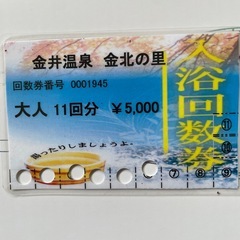 金井温泉 金北の里
回数券番号 0001945
大人 11回分 ¥5,000
入浴回数券
湯ったりしましょうよ。
⑪
⑩
⑦ ⑧ ⑨